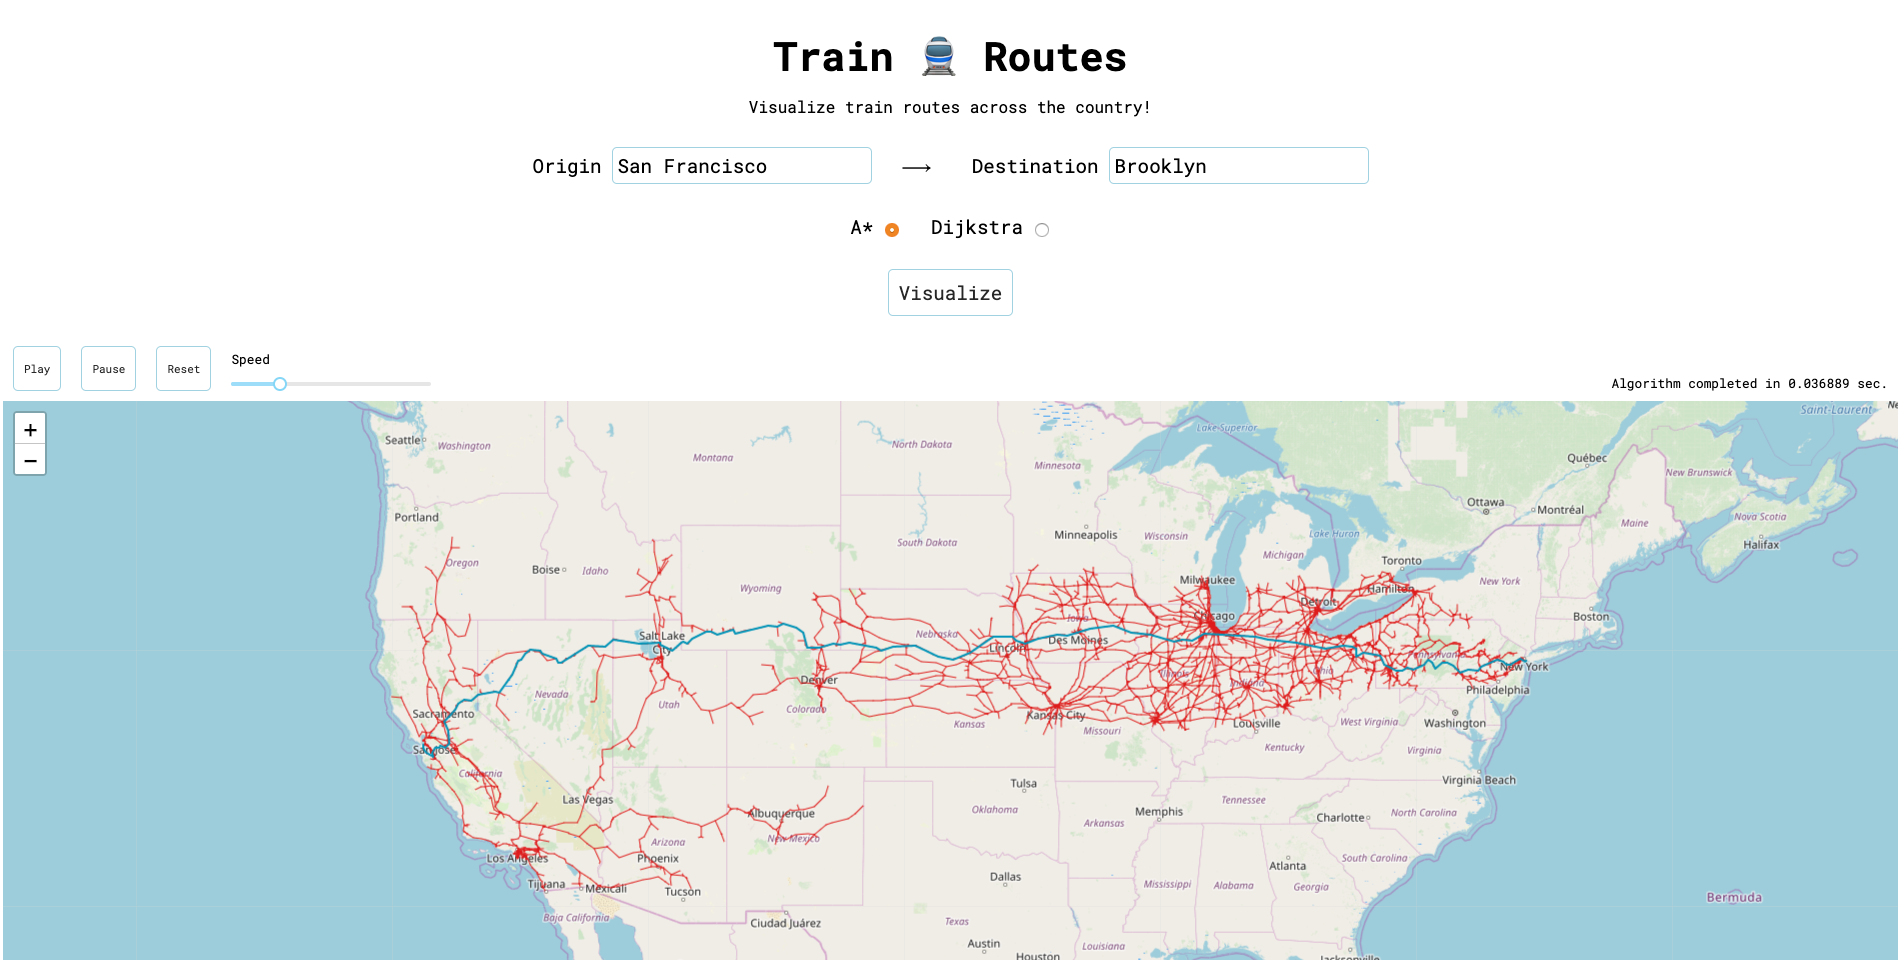 Train Routes
Visualize train routes across the country!
Origin San Francisco ⟶ Destination Brooklyn
A* Dijkstra
Visualize
Play Pause Reset Speed
Algorithm completed in 0.036889 sec.
+
−
Saint-Laurent
Lake Superior
Seattle
Washington
North Dakota
Montana
Minnesota
Québec
New Brunswick
Ottawa
Montréal
Portland
Nova Scotia
Maine
Minneapolis
Wisconsin
Lake Huron
South Dakota
Halifax
Michigan
Toronto
Oregon
Boise
Idaho
Milwaukee
New York
Wyoming
Hamilton
Detroit
Chicago
Boston
Iowa
Salt Lake
City
Nebraska
Des Moines
Lincoln
Pennsylvania
New York
Ohio
Illinois
Indiana
Denver
Nevada
Philadelphia
Utah
Colorado
Sacramento
Kansas City
Kansas
Louisville
West Virginia
Washington
Missouri
San Jose
Kentucky
Virginia
California
Tulsa
Virginia Beach
Las Vegas
Tennessee
Oklahoma
Memphis
North Carolina
Albuquerque
Charlotte
Arkansas
New Mexico
Arizona
Los Angeles
Phoenix
South Carolina
Atlanta
Dallas
Tijuana
Mexicali
Tucson
Mississippi
Alabama
Georgia
Bermuda
Baja California
Ciudad Juárez
Texas
Austin
Louisiana
Houston
Jacksonville